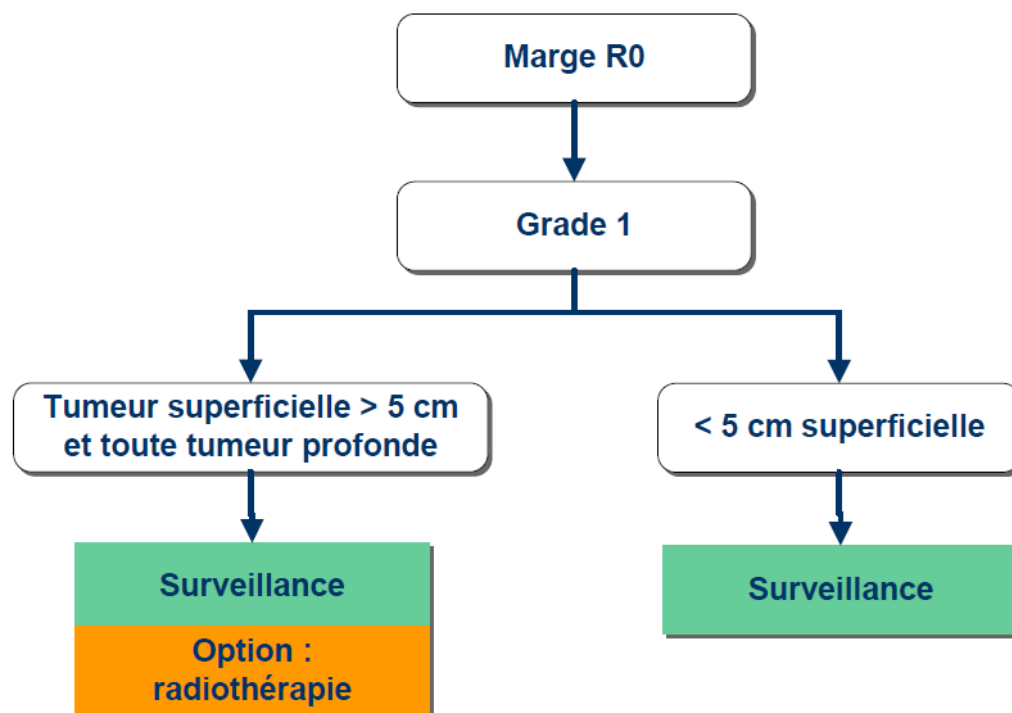 Marge R0
Grade 1
Tumeur superficielle > 5 cm
et toute tumeur profonde
< 5 cm superficielle
Surveillance
Option :
radiothérapie
Surveillance